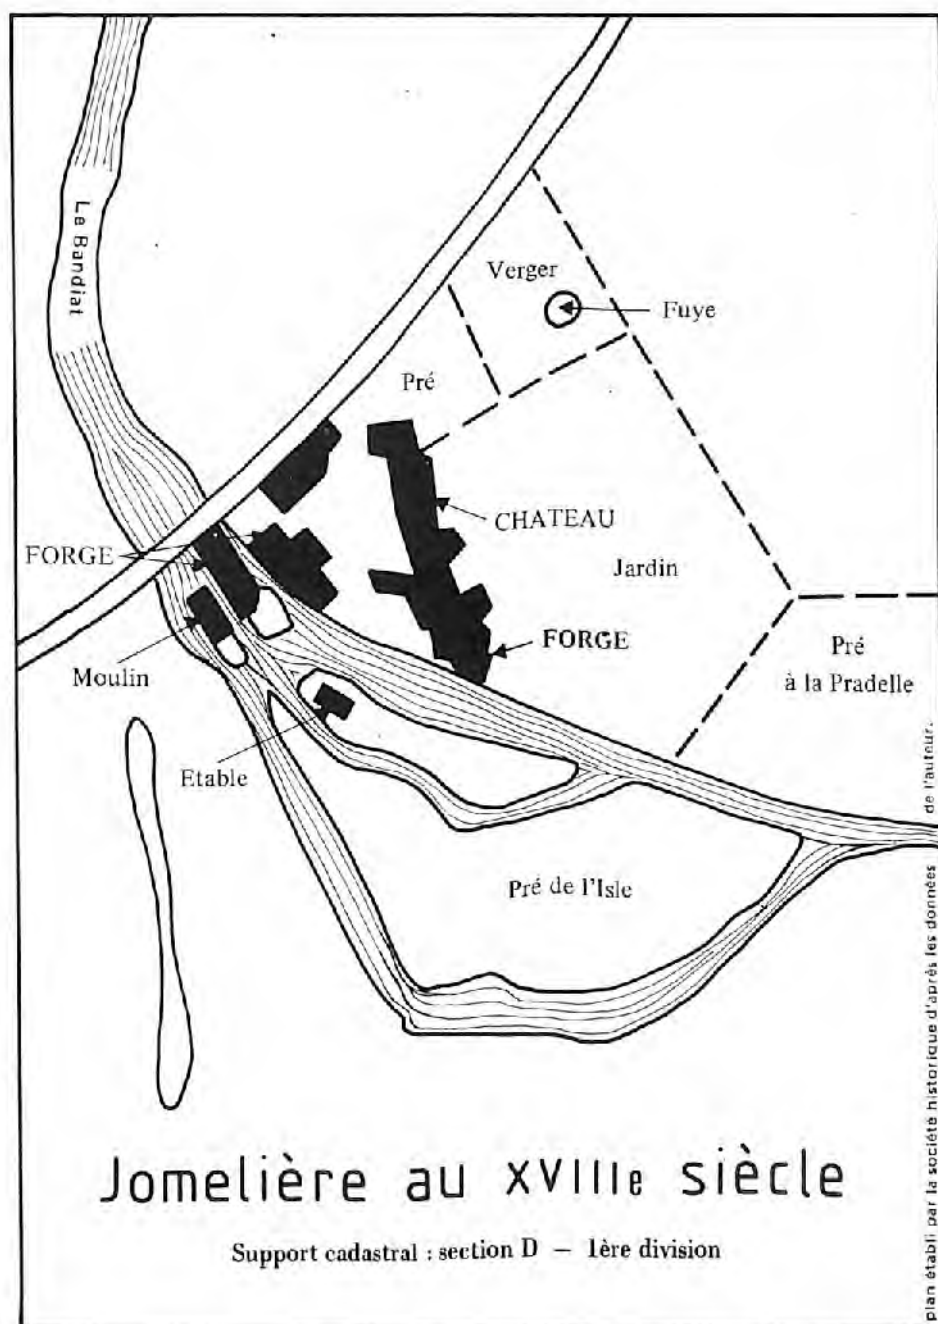 Le Bandiat
Verger
Fuye
Pré
CHATEAU
FORGE
Jardin
FORGE
Moulin
Pré
à la Pradelle
Etable
Pré de l'Isle
Jomelière au XVIIIe siècle
Support cadastral : section D — 1ère division
plan établi par la société historique d'après les données de l'auteur.